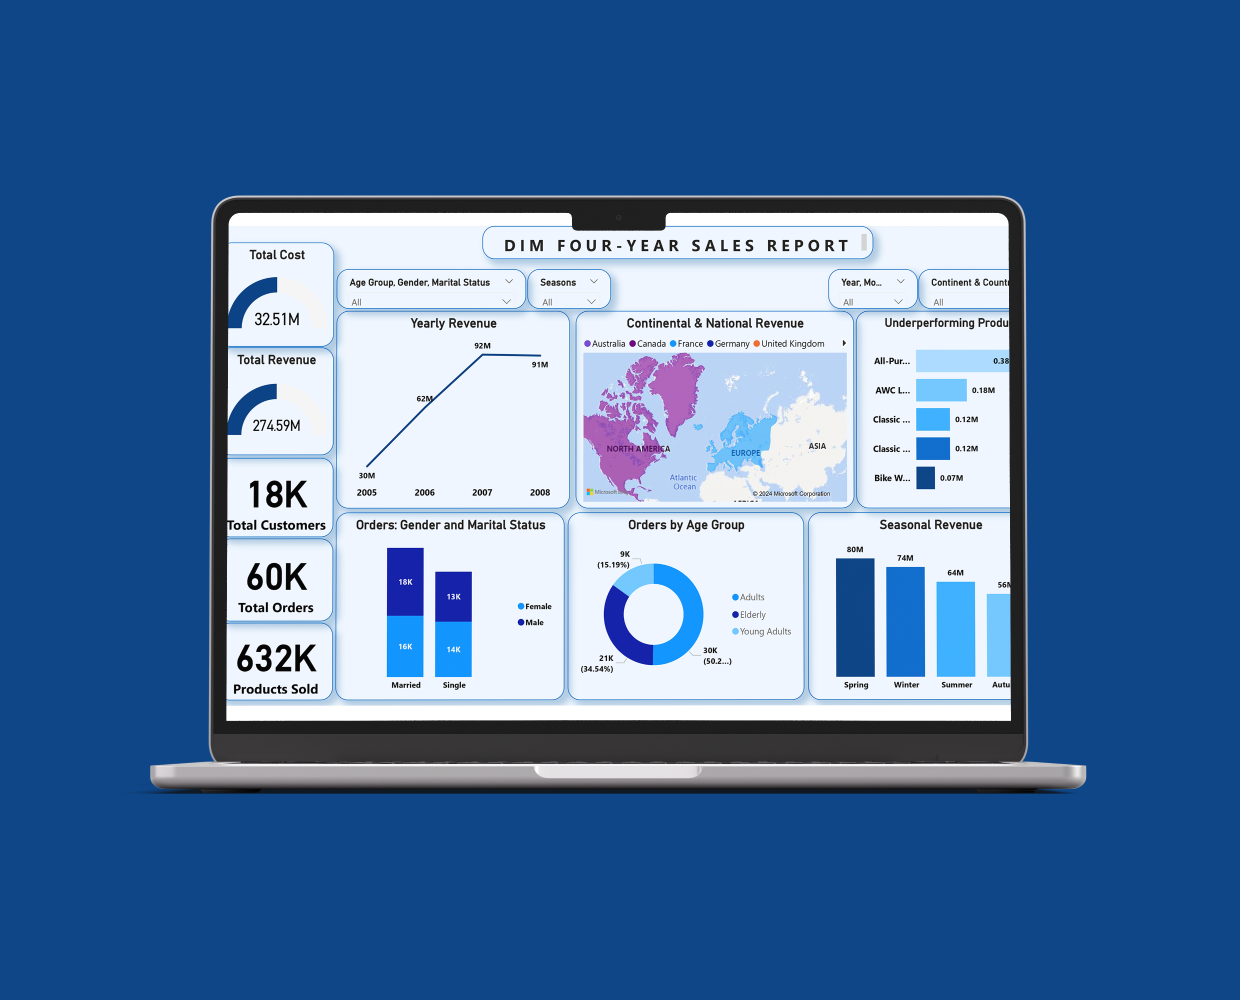 DIM FOUR-YEAR SALES REPORT
Total Cost
32.51M
Total Revenue
274.59M
18K
Total Customers
60K
Total Orders
632K
Products Sold
Age Group, Gender, Marital Status
All
Seasons
All
Year, Mo...
All
Continent &
All
Yearly Revenue
92M
91M
62M
30M
2005 2006 2007 2008
Continental & National Revenue
Australia Canada France Germany United Kingdom
NORTH AMERICA
EUROPE
ASIA
Atlantic
Ocean
Microsoft
© 2024 Microsoft Corporation
Underperforming
All-Pur... 0.38
AWC L... 0.18M
Classic ... 0.12M
Classic ... 0.12M
Bike W... 0.07M
Orders: Gender and Marital Status
18K
13K
16K
14K
Female
Male
Married Single
Orders by Age Group
9K
(15.19%)
21K
(34.54%)
30K
(50.2...)
Adults
Elderly
Young Adults
Seasonal Revenue
80M
74M
64M
56M
Spring Winter Summer